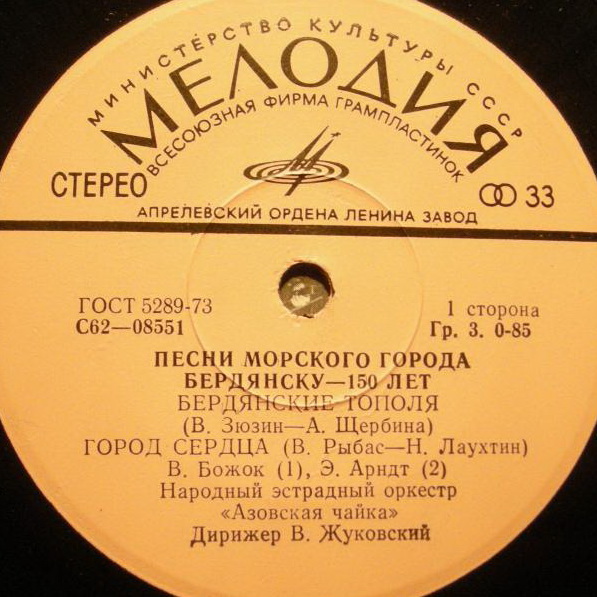 МИНИСТЕРСТВО КУЛЬТУРЫ СССР
МЕЛОДИЯ
ВСЕСОЮЗНАЯ ФИРМА ГРАМПЛАСТИНОК
СТЕРЕО
33
АПРЕЛЕВСКИЙ ОРДЕНА ЛЕНИНА ЗАВОД
ГОСТ 5289-73
1 сторона
С62—08551
Гр. 3. 0-85
ПЕСНИ МОРСКОГО ГОРОДА
БЕРДЯНСКУ—150 ЛЕТ
БЕРДЯНСКИЕ ТОПОЛЯ
(В. Зюзин—А. Щербина)
ГОРОД СЕРДЦА (В. Рыбас—Н. Лаухтин)
В. Божок (1), Э. Арндт (2)
Народный эстрадный оркестр
«Азовская чайка»
Дирижер В. Жуковский